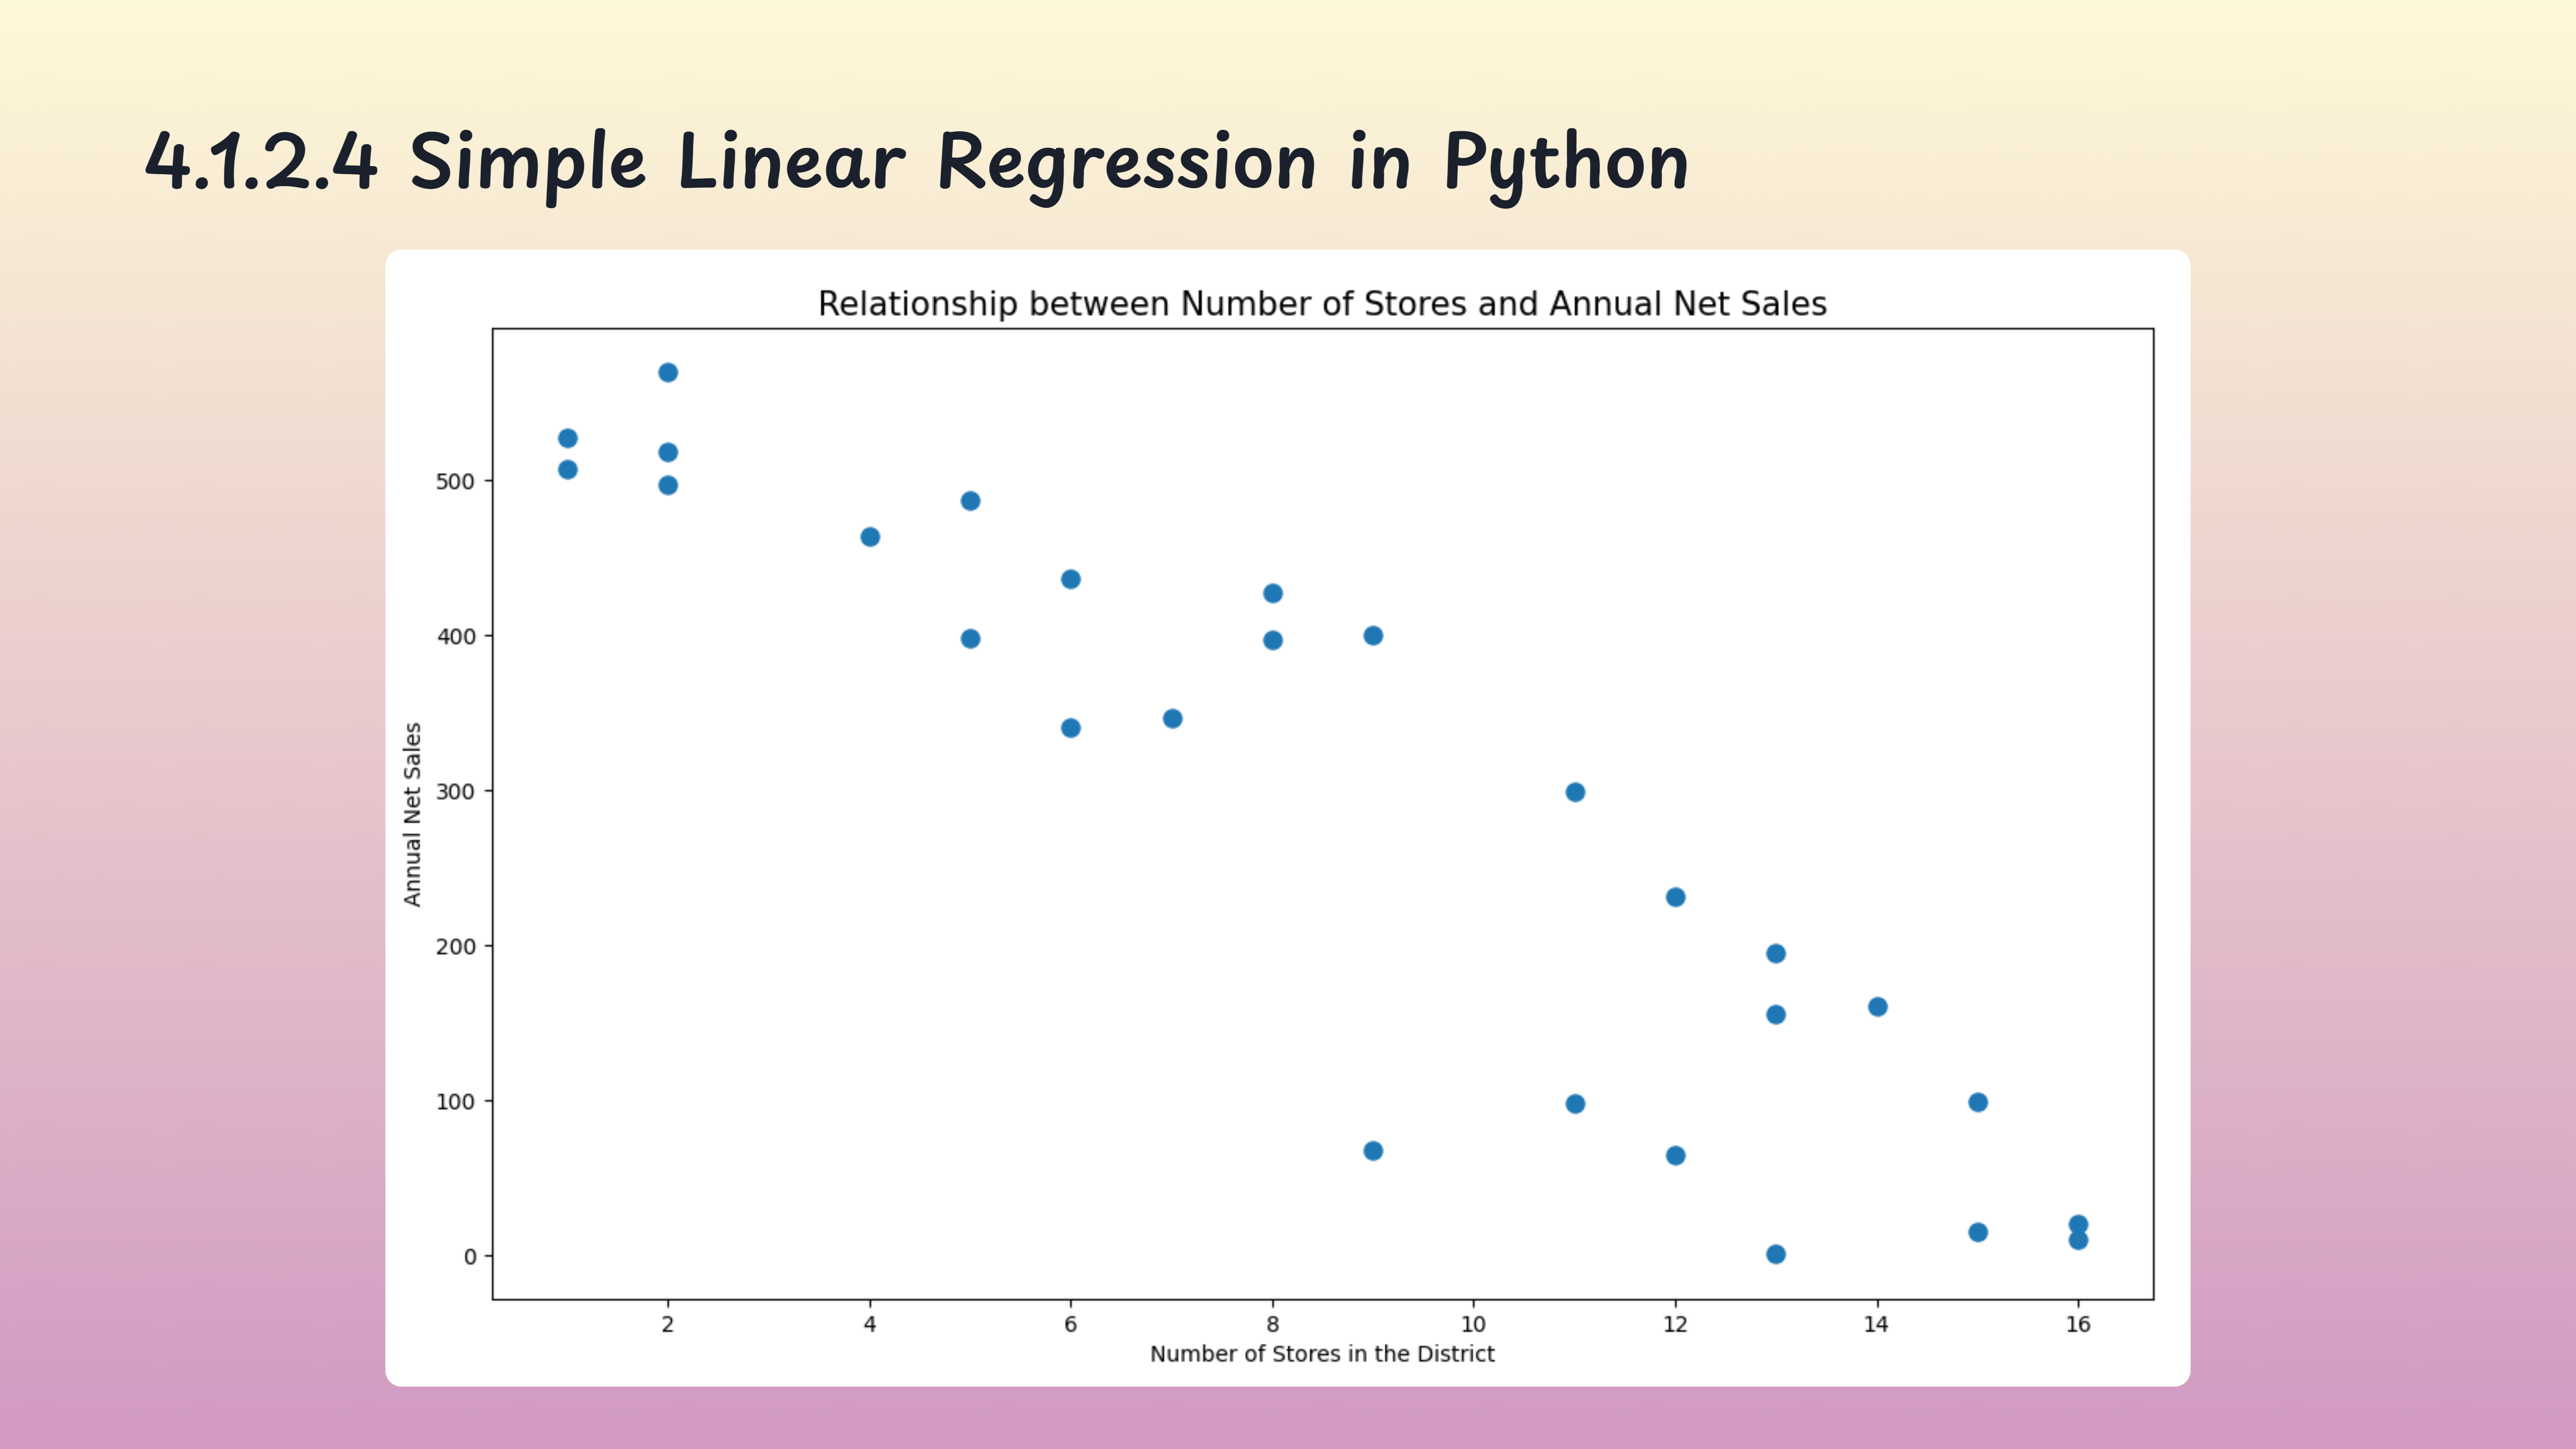 4.1.2.4 Simple Linear Regression in Python
Relationship between Number of Stores and Annual Net Sales
500
400
300
200
100
0
Annual Net Sales
2 4 6 8 10 12 14 16
Number of Stores in the District